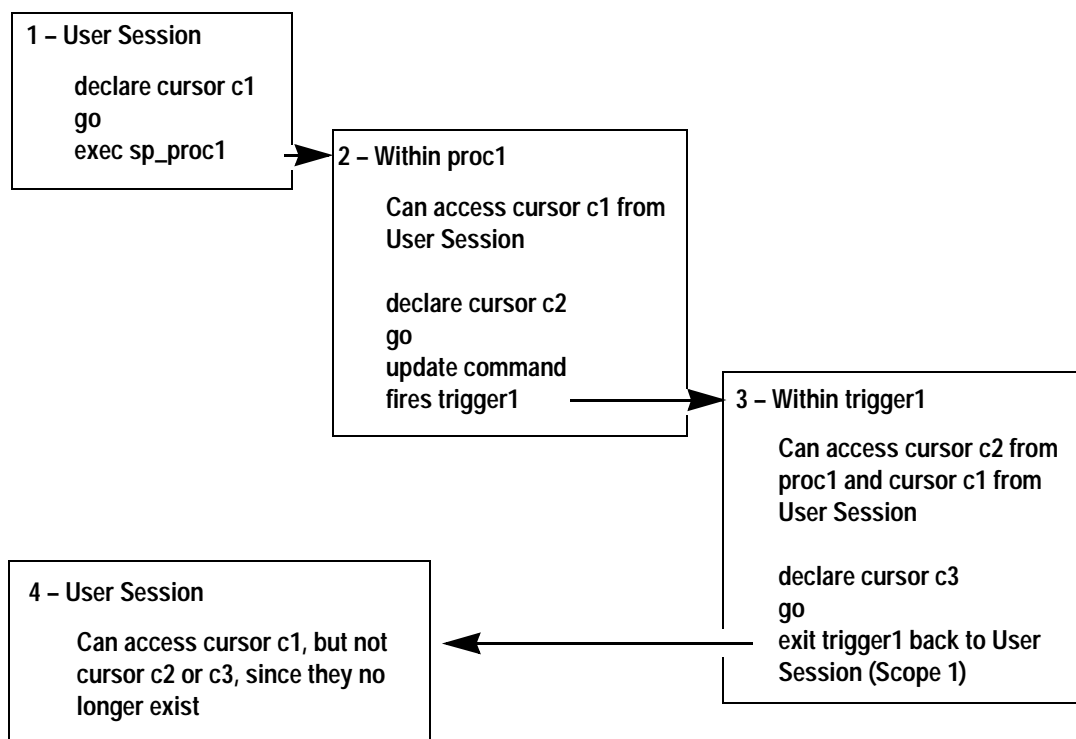 1 – User Session
declare cursor c1
go
exec sp_proc1
2 – Within proc1
Can access cursor c1 from
User Session
declare cursor c2
go
update command
fires trigger1
3 – Within trigger1
Can access cursor c2 from
proc1 and cursor c1 from
User Session
declare cursor c3
go
exit trigger1 back to User
Session (Scope 1)
4 – User Session
Can access cursor c1, but not
cursor c2 or c3, since they no
longer exist